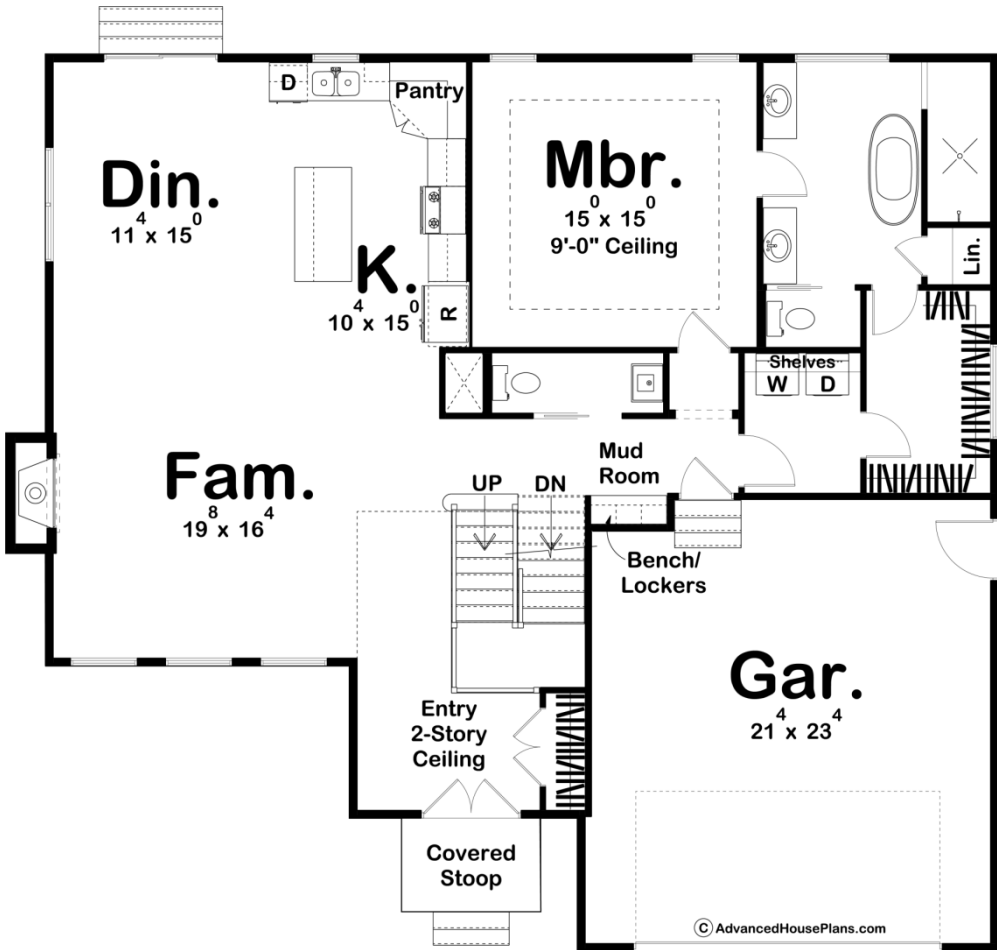 D
Pantry
Din.
11⁴ x 15⁰
K.
10⁴ x 15⁰
R
Mbr.
15⁰ x 15⁰
9'-0" Ceiling
Lin.
Shelves
W D
Fam.
19⁸ x 16⁴
UP DN
Mud
Room
Bench/
Lockers
Entry
2-Story
Ceiling
Gar.
21⁴ x 23⁴
Covered
Stoop
© AdvancedHousePlans.com